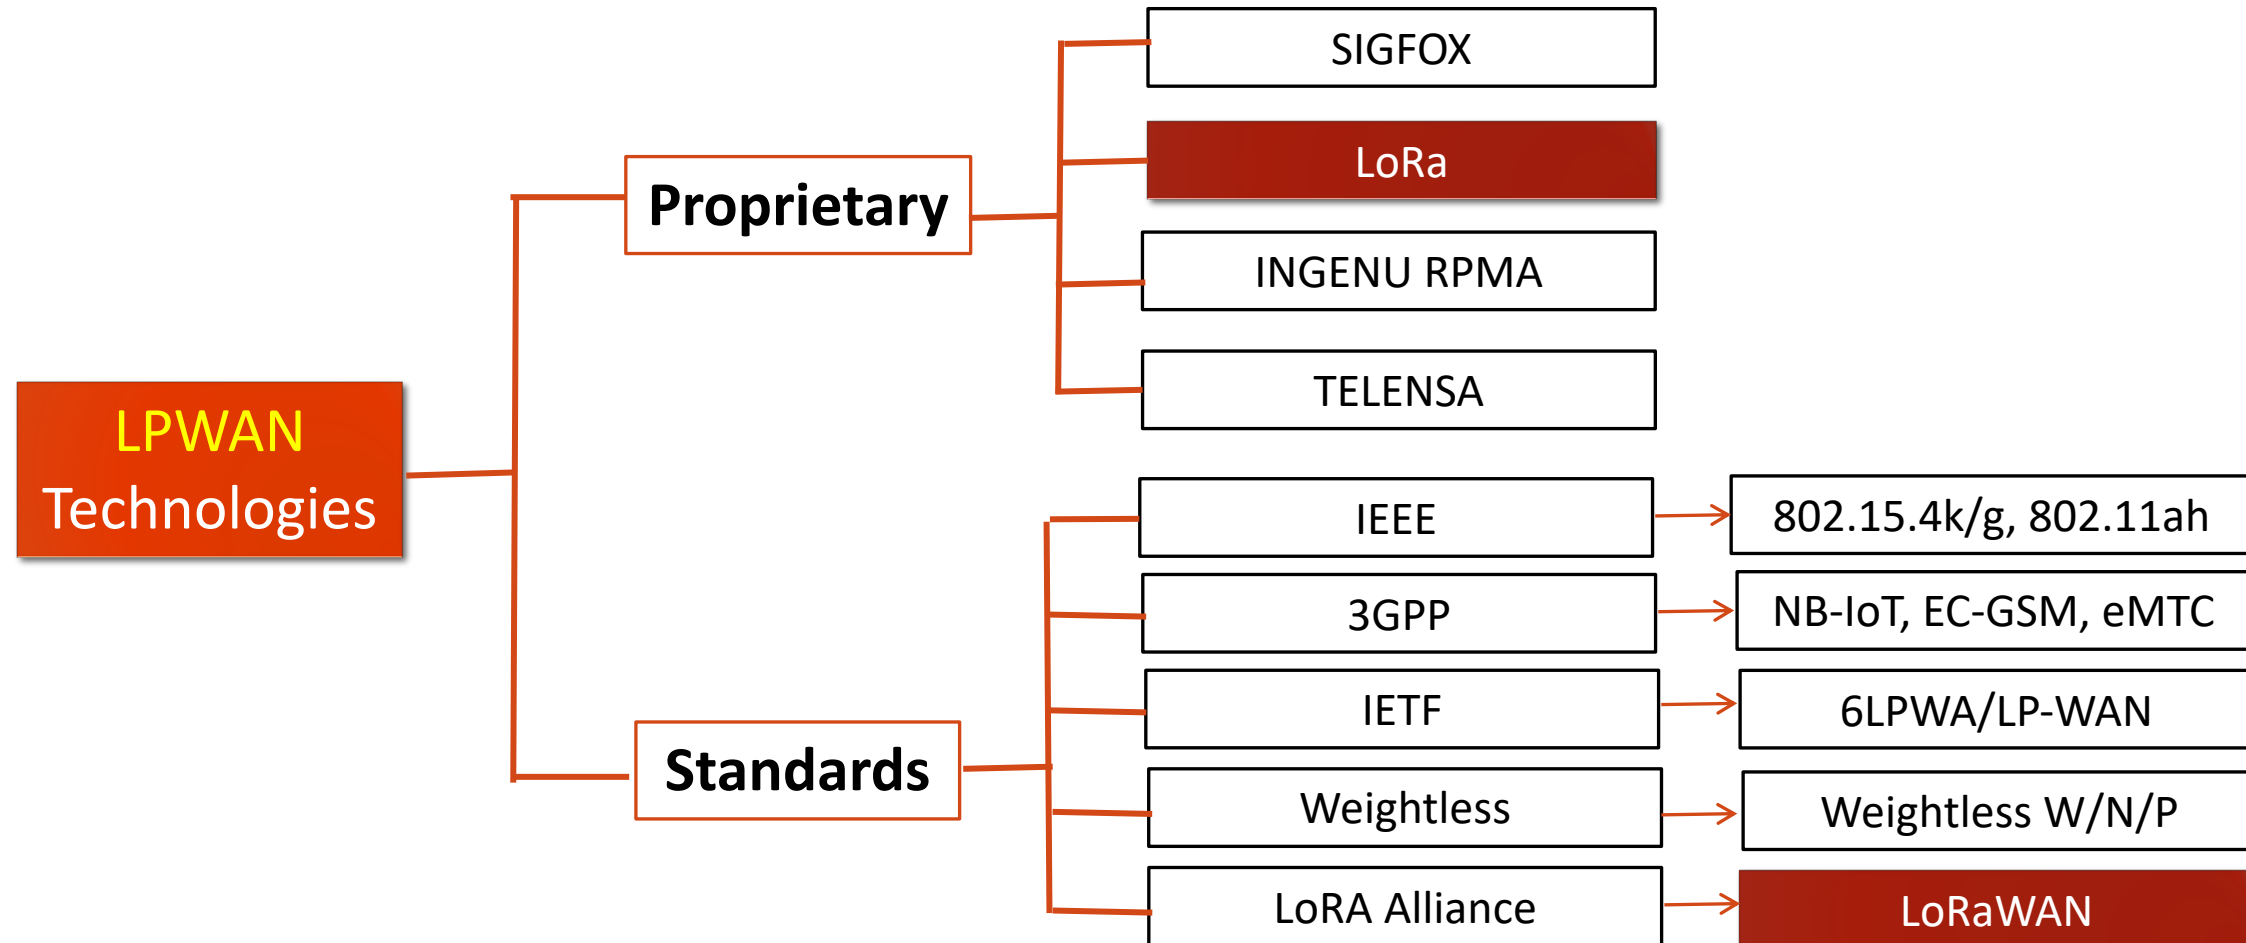 SIGFOX
LoRa
Proprietary
INGENU RPMA
TELENSA
LPWAN
Technologies
IEEE
802.15.4k/g, 802.11ah
3GPP
NB-IoT, EC-GSM, eMTC
IETF
6LPWA/LP-WAN
Standards
Weightless
Weightless W/N/P
LoRA Alliance
LoRaWAN